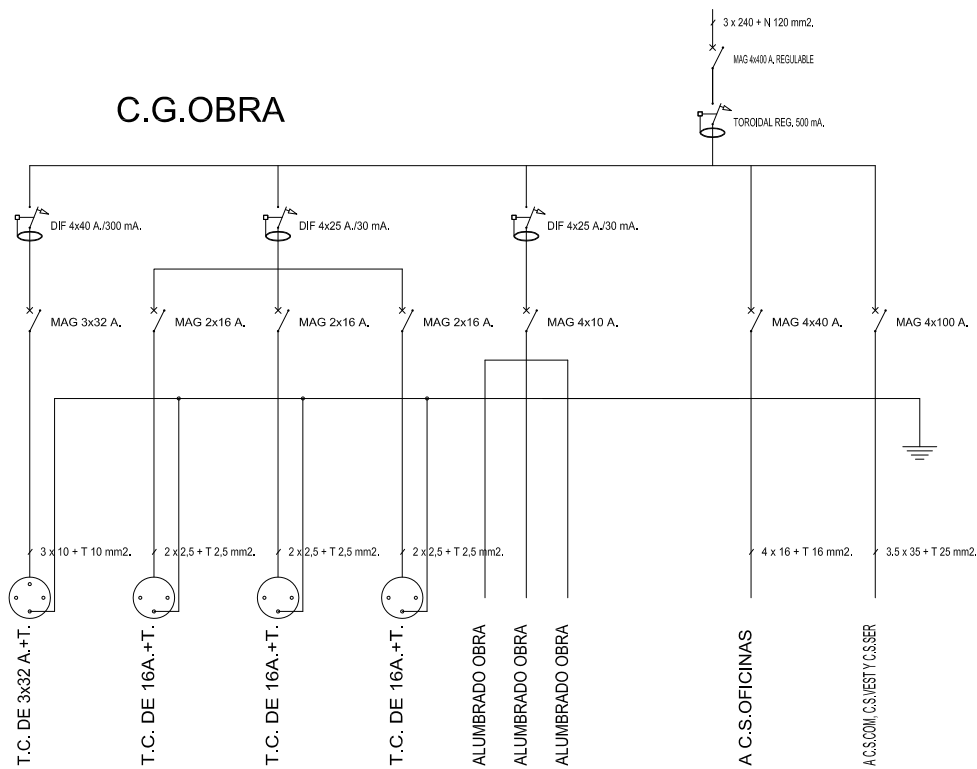 3 x 240 + N 120 mm2.
MAG 4x400 A. REGULABLE
C.G.OBRA
TOROIDAL REG. 500 mA.
DIF 4x40 A./300 mA.
DIF 4x25 A./30 mA.
DIF 4x25 A./30 mA.
MAG 3x32 A.
MAG 2x16 A.
MAG 2x16 A.
MAG 2x16 A.
MAG 4x10 A.
MAG 4x40 A.
MAG 4x100 A.
3 x 10 + T 10 mm2.
2 x 2,5 + T 2,5 mm2.
2 x 2,5 + T 2,5 mm2.
2 x 2,5 + T 2,5 mm2.
4 x 16 + T 16 mm2.
3.5 x 35 + T 25 mm2.
T.C. DE 3x32 A.+T.
T.C. DE 16A.+T.
T.C. DE 16A.+T.
T.C. DE 16A.+T.
ALUMBRADO OBRA
ALUMBRADO OBRA
ALUMBRADO OBRA
A C.S.OFICINAS
A C.S.COM, C.S.VEST Y C.S.SER